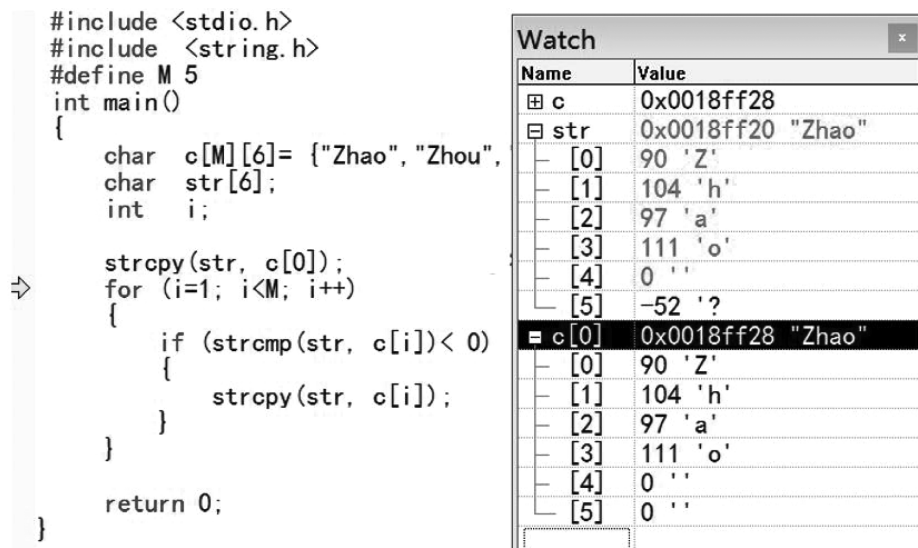 #include <stdio.h>
#include <string.h>
#define M 5
int main()
{
char c[M][6]= {"Zhao","Zhou",
char str[6];
int i;
strcpy(str, c[0]);
for (i=1; i<M; i++)
{
if (strcmp(str, c[i])< 0)
{
strcpy(str, c[i]);
}
}
return 0;
}
Watch
Name Value
c 0x0018ff28
str 0x0018ff20 "Zhao"
[0] 90 'Z'
[1] 104 'h'
[2] 97 'a'
[3] 111 'o'
[4] 0 ''
[5] -52 '?
c[0] 0x0018ff28 "Zhao"
[0] 90 'Z'
[1] 104 'h'
[2] 97 'a'
[3] 111 'o'
[4] 0 ''
[5] 0 ''